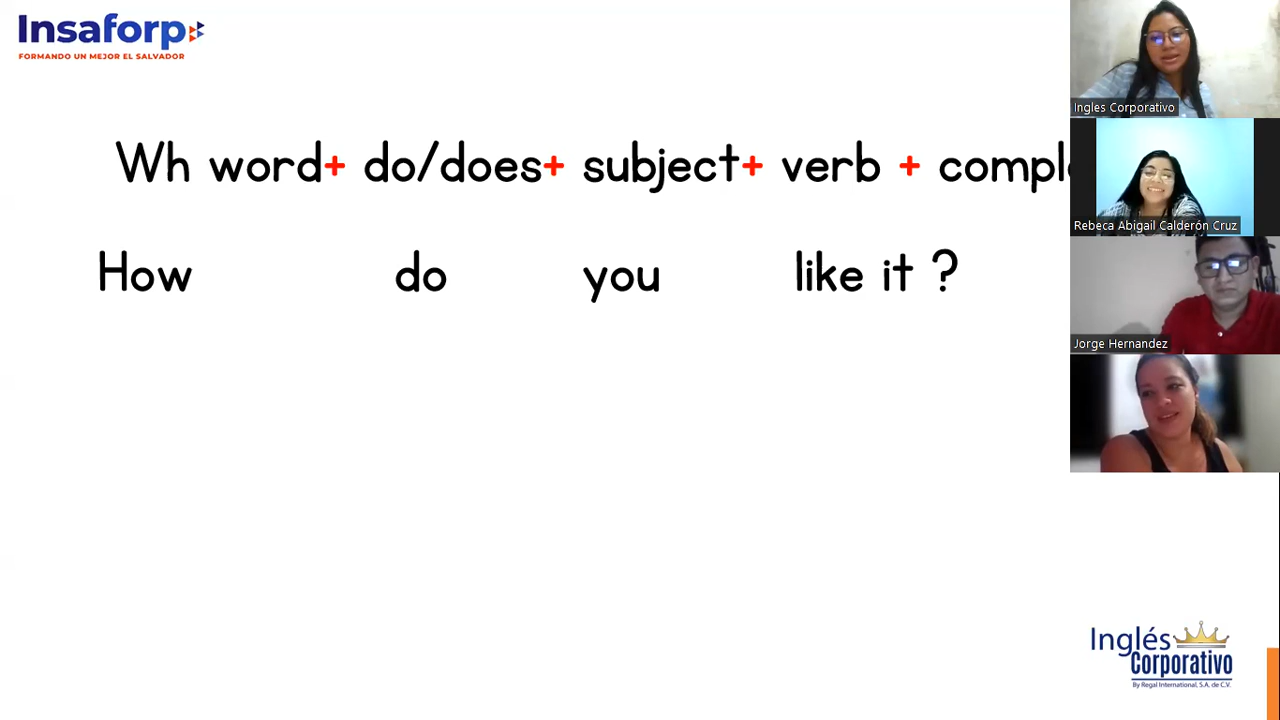 Insaforp
FORMANDO UN MEJOR EL SALVADOR
Wh word+ do/does+ subject+ verb + comple
How do you like it ?
Ingles Corporativo
Rebeca Abigail Calderón Cruz
Jorge Hernandez
Inglés
Corporativo
By Regal International, S.A. de C.V.